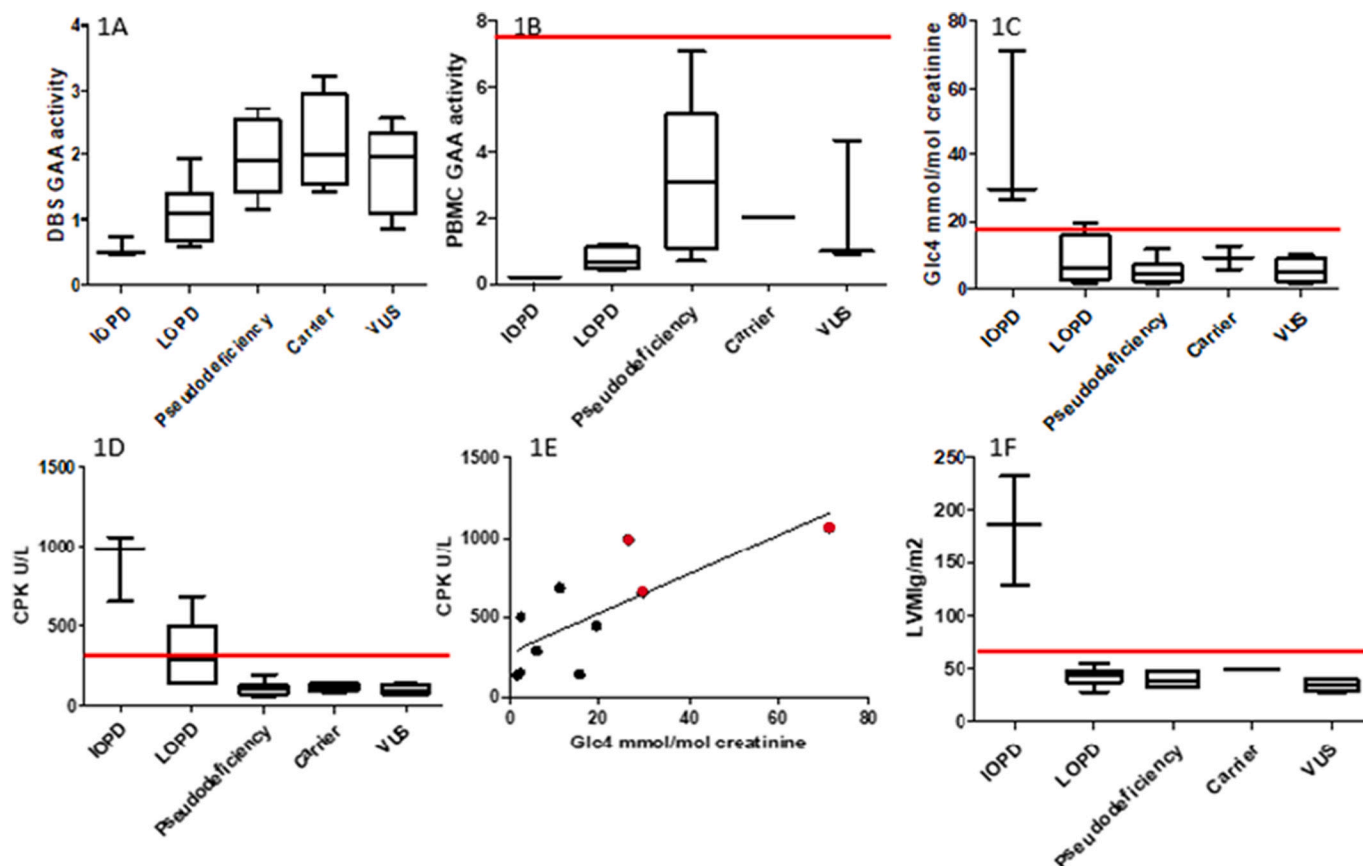 1A
DBS GAA activity
4
3
2
1
0
IOPD
LOPD
Pseudodeficiency
Carrier
VUS
1B
PBMC GAA activity
8
6
4
2
0
IOPD
LOPD
Pseudodeficiency
Carrier
VUS
1C
Glc4 mmol/mol creatinine
80
60
40
20
0
IOPD
LOPD
Pseudodeficiency
Carrier
VUS
1D
CPK U/L
1500
1000
500
0
IOPD
LOPD
Pseudodeficiency
Carrier
VUS
1E
CPK U/L
1500
1000
500
0
0 20 40 60 80
Glc4 mmol/mol creatinine
1F
LVMIg/m2
250
200
150
100
50
0
IOPD
LOPD
Pseudodeficiency
Carrier
VUS